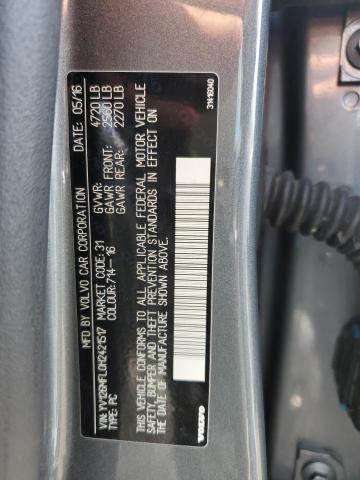 MFD BY VOLVO CAR CORPORATION DATE: 05/16
GVWR: 4720 LB
MARKET CODE: 31 GAWR FRONT: 2560 LB
COLOUR: 714 - 16 GAWR REAR: 2270 LB
VIN: YV126MFL0H2421517
TYPE: PC
THIS VEHICLE CONFORMS TO ALL APPLICABLE FEDERAL MOTOR VEHICLE
SAFETY, BUMPER AND THEFT PREVENTION STANDARDS IN EFFECT ON
DATE OF MANUFACTURE SHOWN ABOVE.
VOLVO
31416040